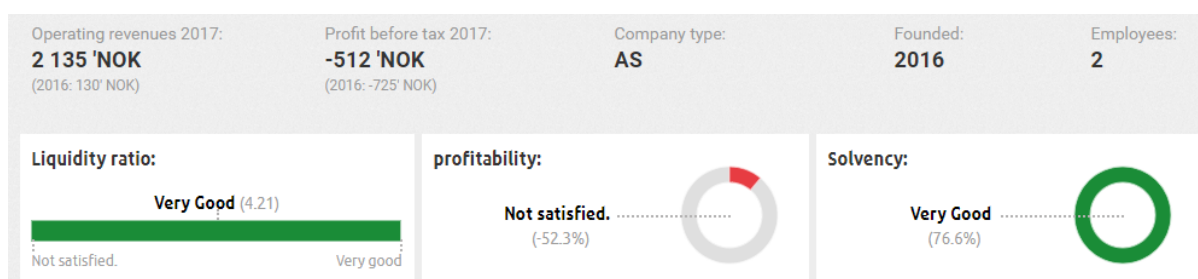 Operating revenues 2017:
2 135 'NOK
(2016: 130' NOK)
Profit before tax 2017:
-512 'NOK
(2016: -725' NOK)
Company type:
AS
Founded:
2016
Employees:
2
Liquidity ratio:
Very Good (4.21)
Not satisfied.
Very good
profitability:
Not satisfied.
(-52.3%)
Solvency:
Very Good
(76.6%)